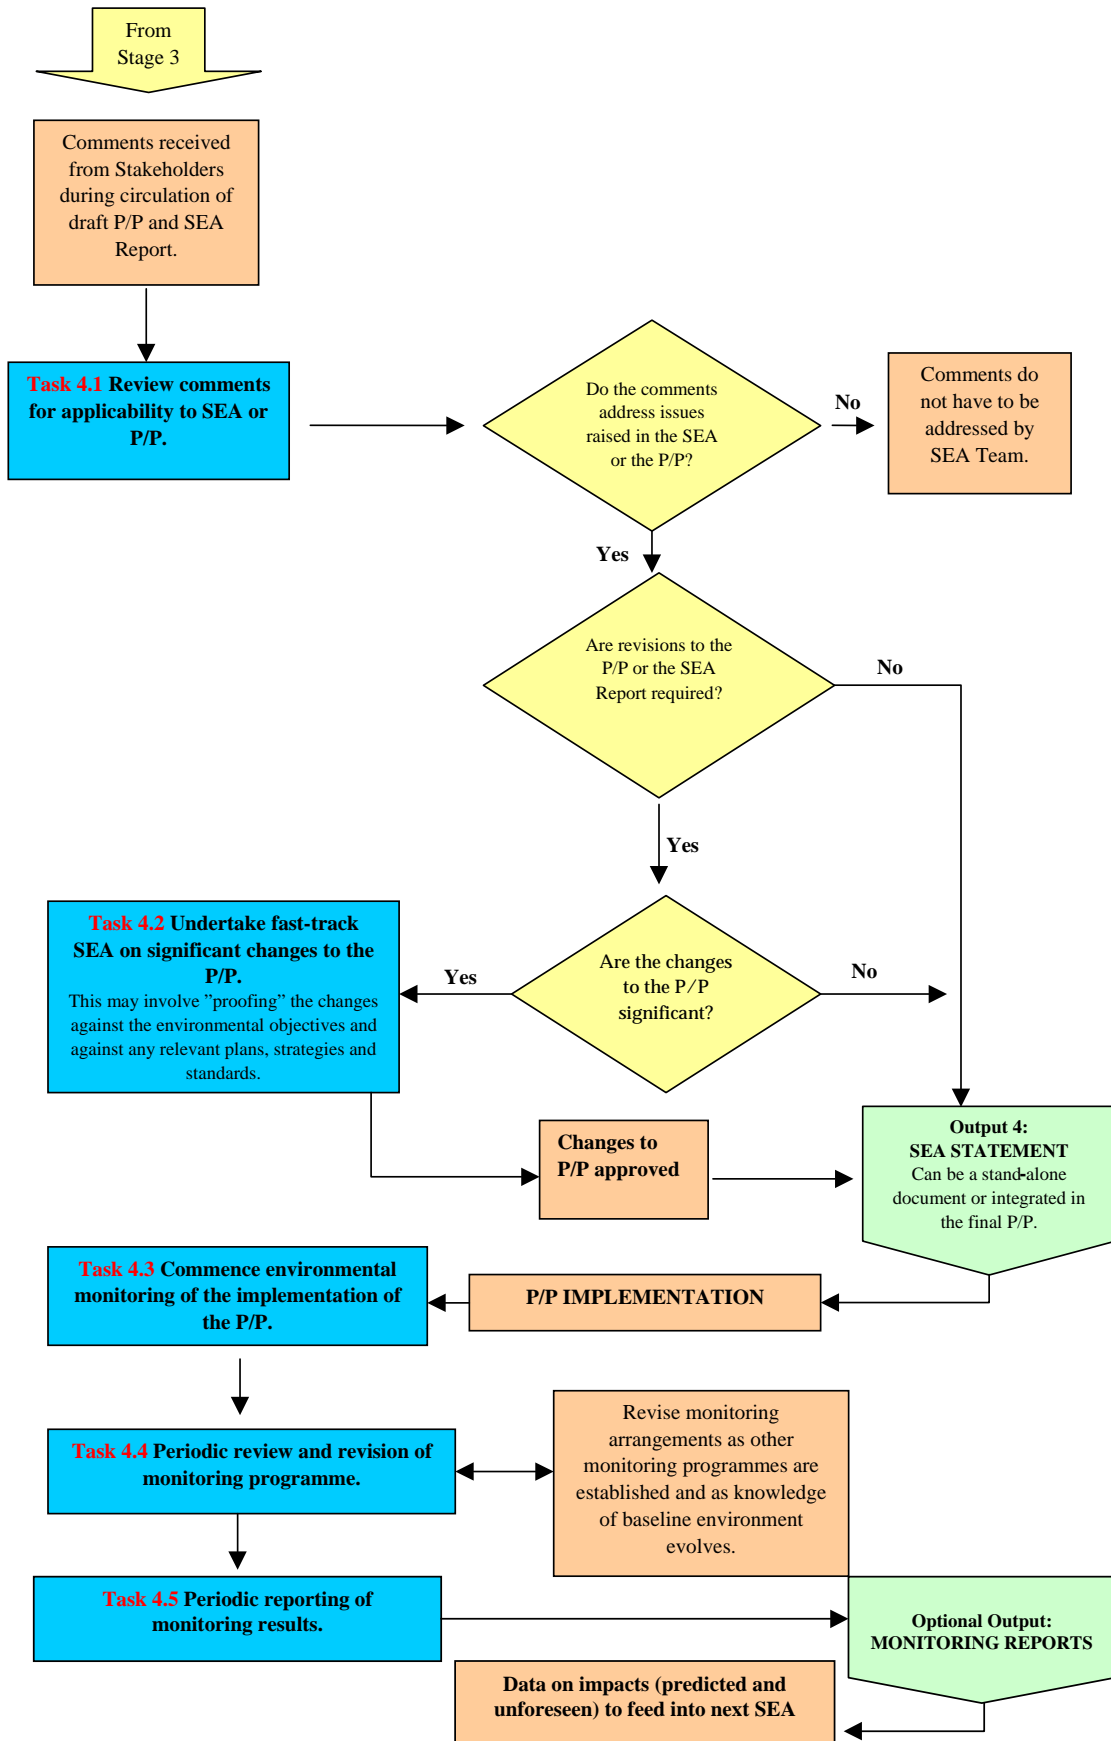 From
Stage 3
Comments received
from Stakeholders
during circulation of
draft P/P and SEA
Report.
Task 4.1 Review comments
for applicability to SEA or
P/P.
Do the comments
address issues
raised in the SEA
or the P/P?
No
Comments do
not have to be
addressed by
SEA Team.
Yes
Are revisions to the
P/P or the SEA
Report required?
No
Yes
Task 4.2 Undertake fast-track
SEA on significant changes to the
P/P.
This may involve ”proofing” the changes
against the environmental objectives and
against any relevant plans, strategies and
standards.
Yes
Are the changes
to the P/P
significant?
No
Changes to
P/P approved
Output 4:
SEA STATEMENT
Can be a stand-alone
document or integrated in
the final P/P.
Task 4.3 Commence environmental
monitoring of the implementation of
the P/P.
P/P IMPLEMENTATION
Task 4.4 Periodic review and revision of
monitoring programme.
Revise monitoring
arrangements as other
monitoring programmes are
established and as knowledge
of baseline environment
evolves.
Task 4.5 Periodic reporting of
monitoring results.
Optional Output:
MONITORING REPORTS
Data on impacts (predicted and
unforeseen) to feed into next SEA